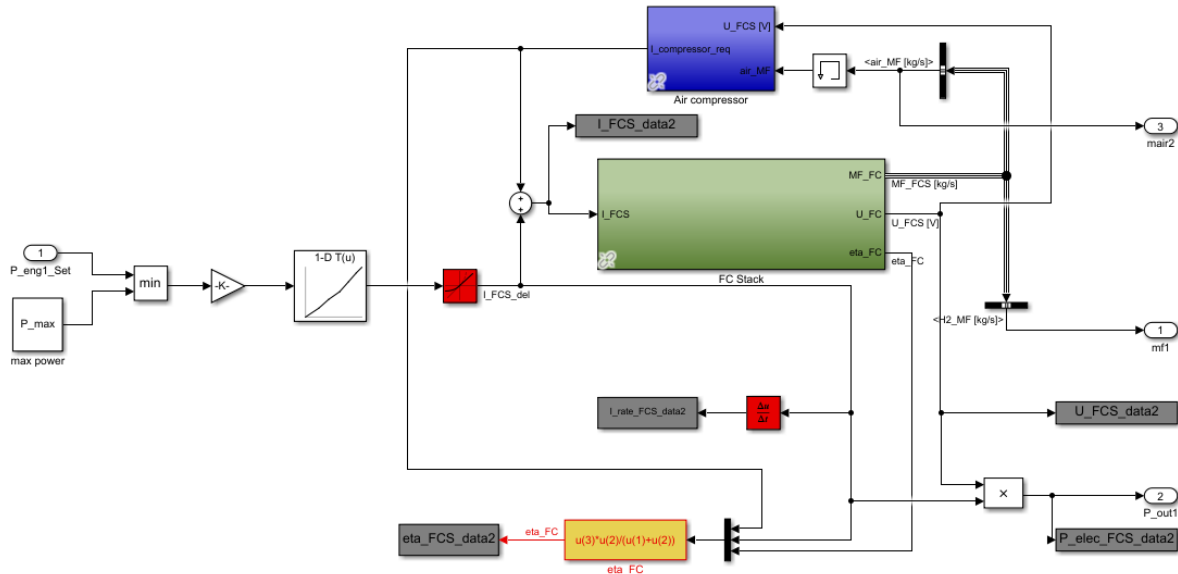 U_FCS [V]
I_compressor_req
air_MF
Air compressor
<air_MF [kg/s]>
3
mair2
I_FCS_data2
MF_FC
MF_FCS [kg/s]
+
+
I_FCS
U_FC
U_FCS [V]
eta_FC
eta_FC
FC Stack
1
P_eng1_Set
min
-K-
1-D T(u)
I_FCS_del
P_max
max power
<H2_MF [kg/s]>
1
mf1
I_rate_FCS_data2
Δu
Δt
U_FCS_data2
×
2
P_out1
eta_FCS_data2
eta_FC
u(3)*u(2)/(u(1)+u(2))
eta_FC
P_elec_FCS_data2